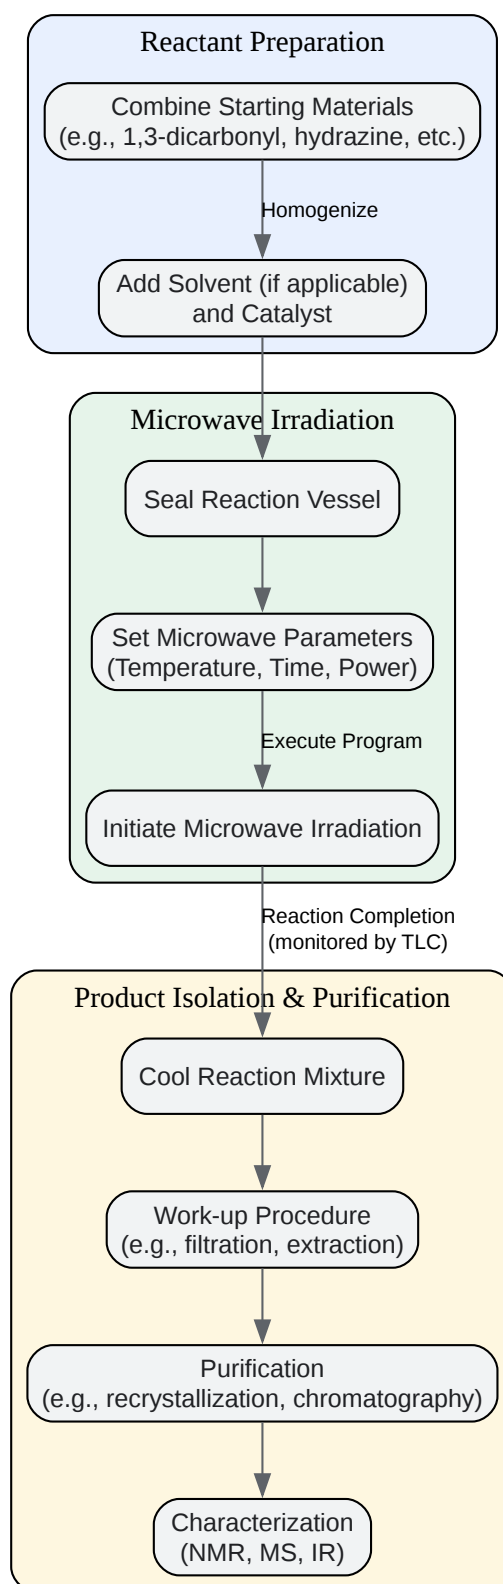 Reactant Preparation
Combine Starting Materials
(e.g., 1,3-dicarbonyl, hydrazine, etc.)
Homogenize
Add Solvent (if applicable)
and Catalyst
Microwave Irradiation
Seal Reaction Vessel
Set Microwave Parameters
(Temperature, Time, Power)
Execute Program
Initiate Microwave Irradiation
Reaction Completion
(monitored by TLC)
Product Isolation & Purification
Cool Reaction Mixture
Work-up Procedure
(e.g., filtration, extraction)
Purification
(e.g., recrystallization, chromatography)
Characterization
(NMR, MS, IR)